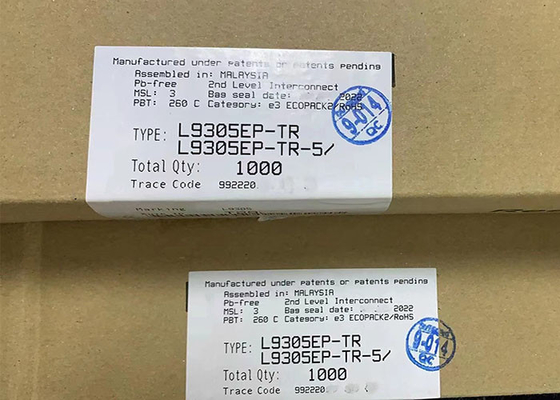 Manufactured under patents or patents pending
Assembled in: MALAYSIA
Pb-free 2nd Level Interconnect
MSL: 3 Bag seal date: 2022
PBT: 260 C Category: e3 ECOPACK2/RoHS
TYPE: L9305EP-TR
L9305EP-TR-5/
Total Qty: 1000
Trace Code 992220
9-014
QC
Marking L9305
Manufactured under patents or patents pending
Assembled in: MALAYSIA
Pb-free 2nd Level Interconnect
MSL: 3 Bag seal date: 2022
PBT: 260 C Category: e3 ECOPACK2/RoHS
TYPE: L9305EP-TR
L9305EP-TR-5/
Total Qty: 1000
Trace Code 992220
9-014
QC